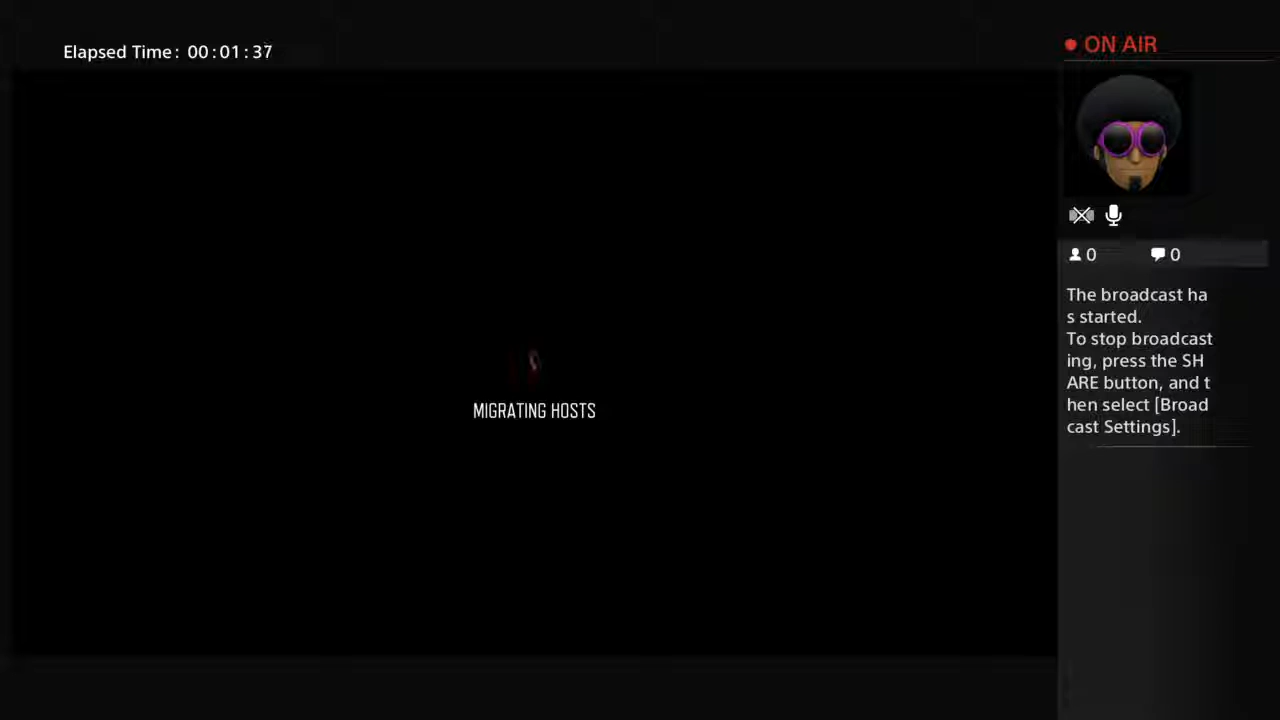 Elapsed Time: 00:01:37
ON AIR
0 0
The broadcast ha
s started.
To stop broadcast
ing, press the SH
ARE button, and t
hen select [Broad
cast Settings].
MIGRATING HOSTS